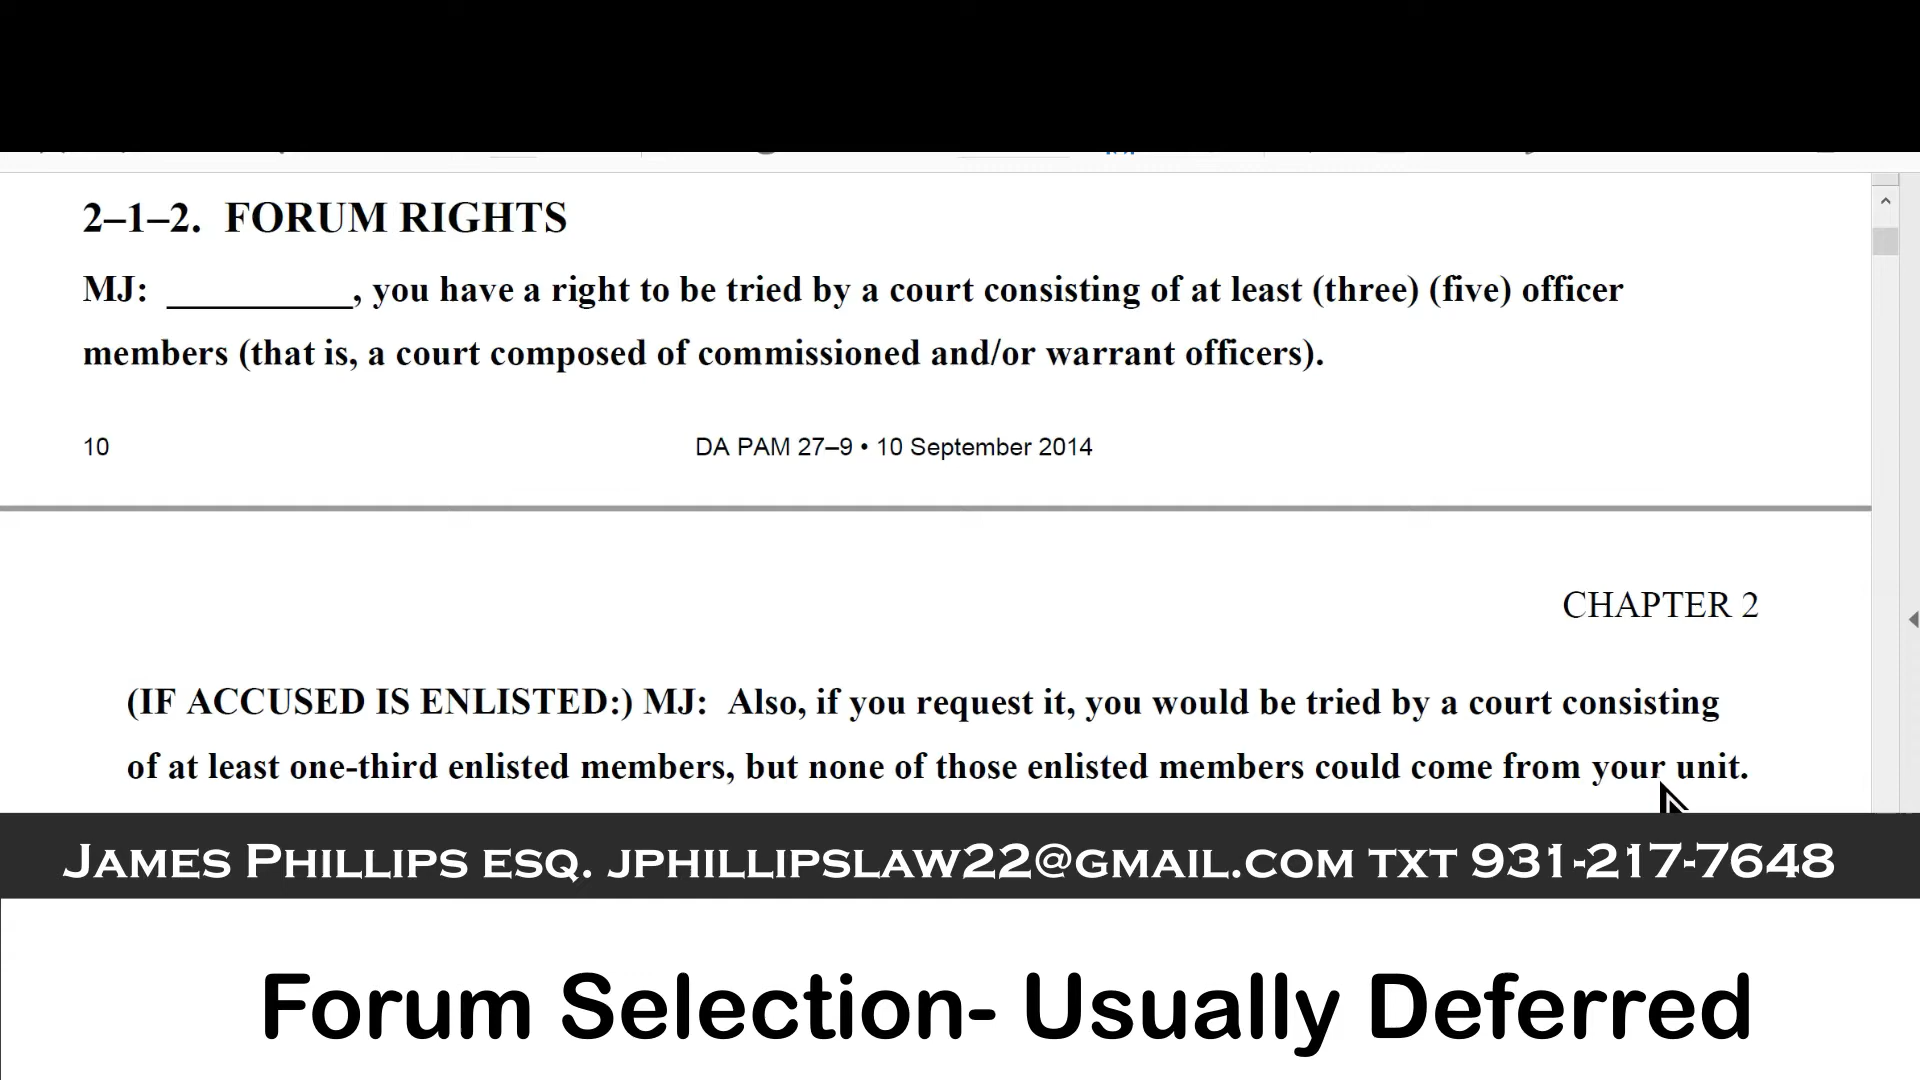 2–1–2. FORUM RIGHTS
MJ: __________, you have a right to be tried by a court consisting of at least (three) (five) officer
members (that is, a court composed of commissioned and/or warrant officers).
10 DA PAM 27–9 • 10 September 2014
CHAPTER 2
(IF ACCUSED IS ENLISTED:) MJ: Also, if you request it, you would be tried by a court consisting
of at least one-third enlisted members, but none of those enlisted members could come from your unit.
JAMES PHILLIPS ESQ. JPHILLIPSLAW22@GMAIL.COM TXT 931-217-7648
Forum Selection- Usually Deferred